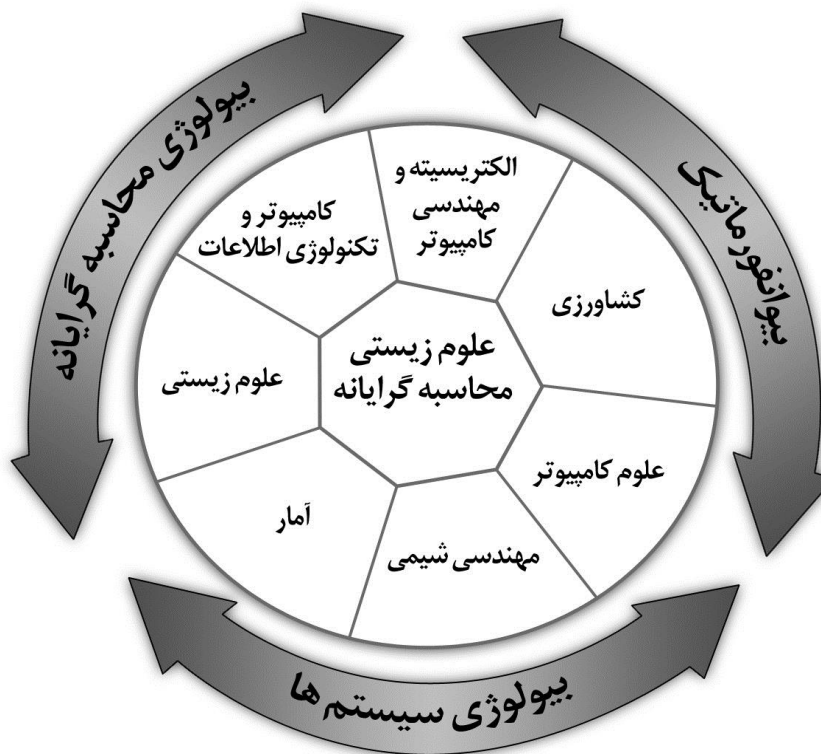 بیولوژی محاسبه گرایانه
بیوانفورماتیک
الکتریسیته و
مهندسی
کامپیوتر
کامپیوتر و
تکنولوژی اطلاعات
کشاورزی
علوم زیستی
محاسبه گرایانه
علوم زیستی
علوم کامپیوتر
آمار
مهندسی شیمی
بیولوژی سیستم ها